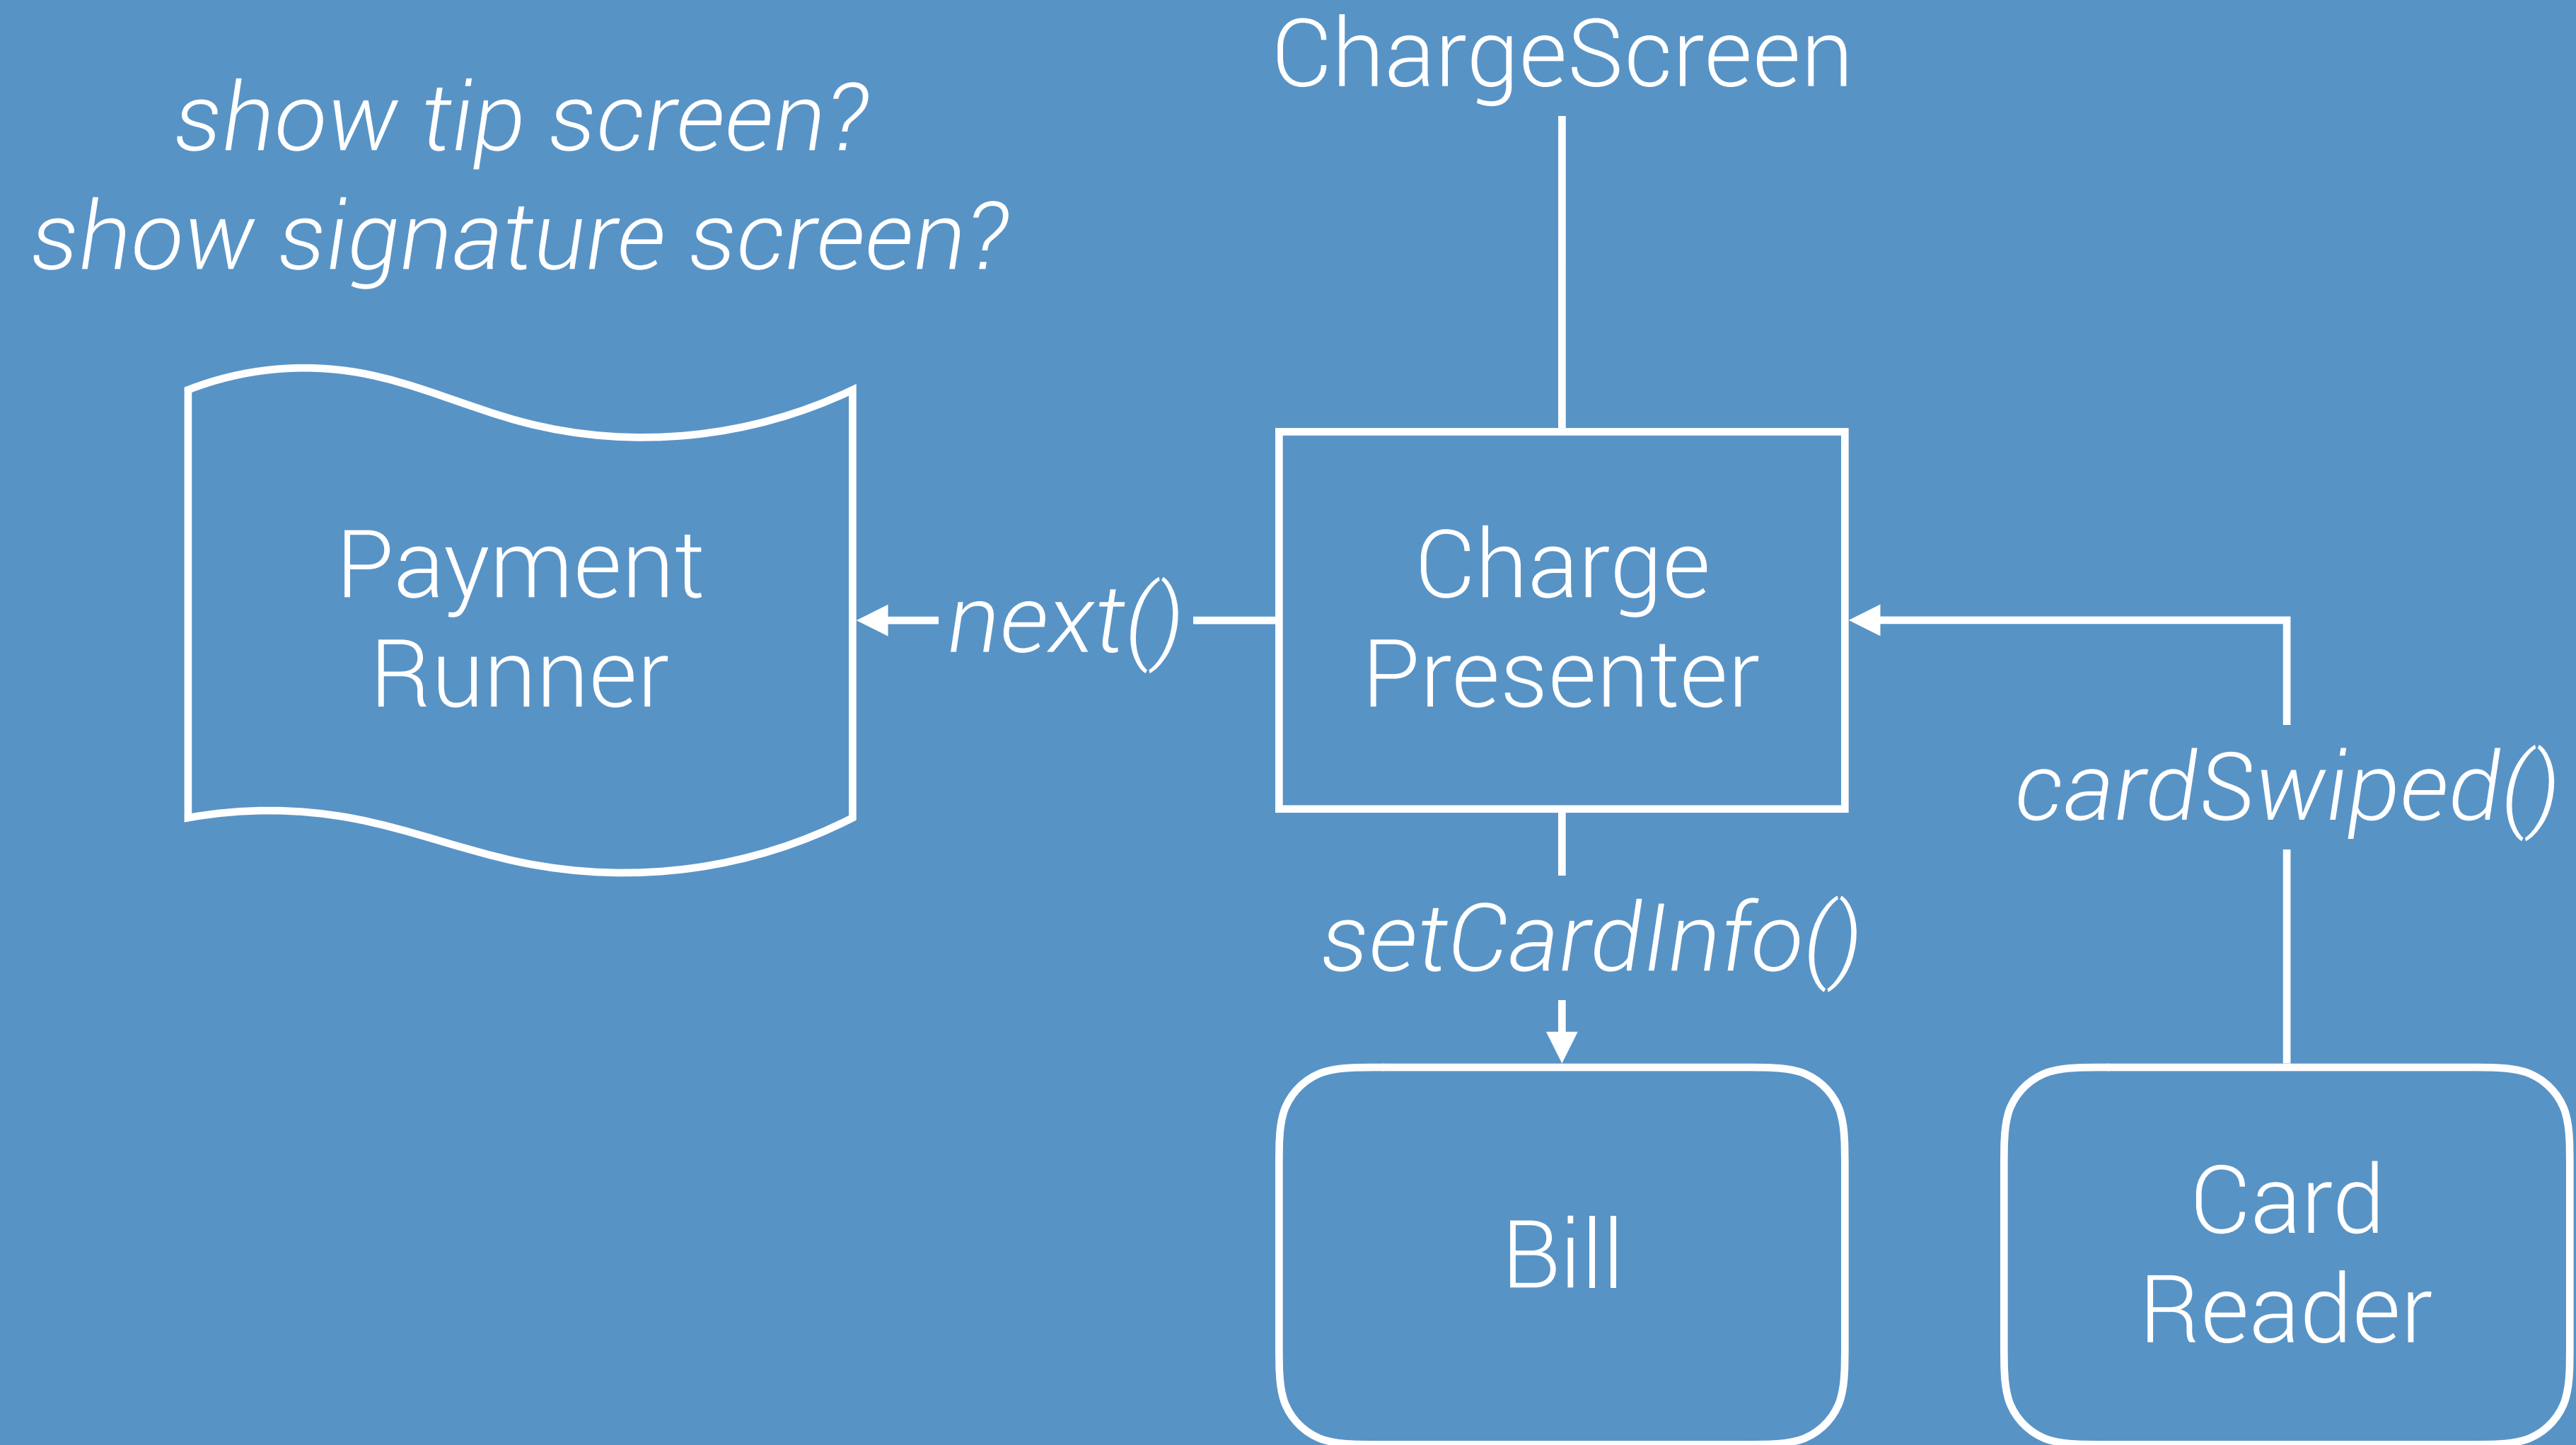 ChargeScreen
show tip screen?
show signature screen?
Payment
Runner
next()
Charge
Presenter
cardSwiped()
setCardInfo()
Bill
Card
Reader